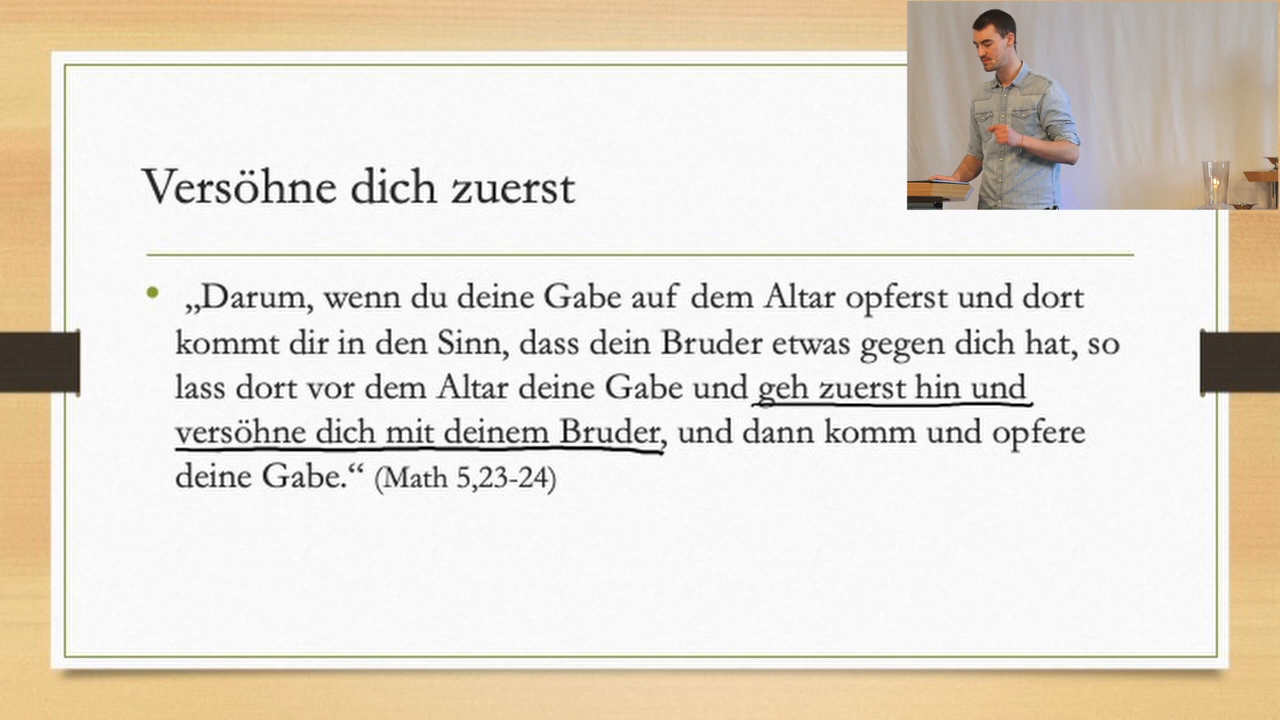 Versöhne dich zuerst
• „Darum, wenn du deine Gabe auf dem Altar opferst und dort
kommt dir in den Sinn, dass dein Bruder etwas gegen dich hat, so
lass dort vor dem Altar deine Gabe und geh zuerst hin und
versöhne dich mit deinem Bruder, und dann komm und opfere
deine Gabe.“ (Math 5,23-24)